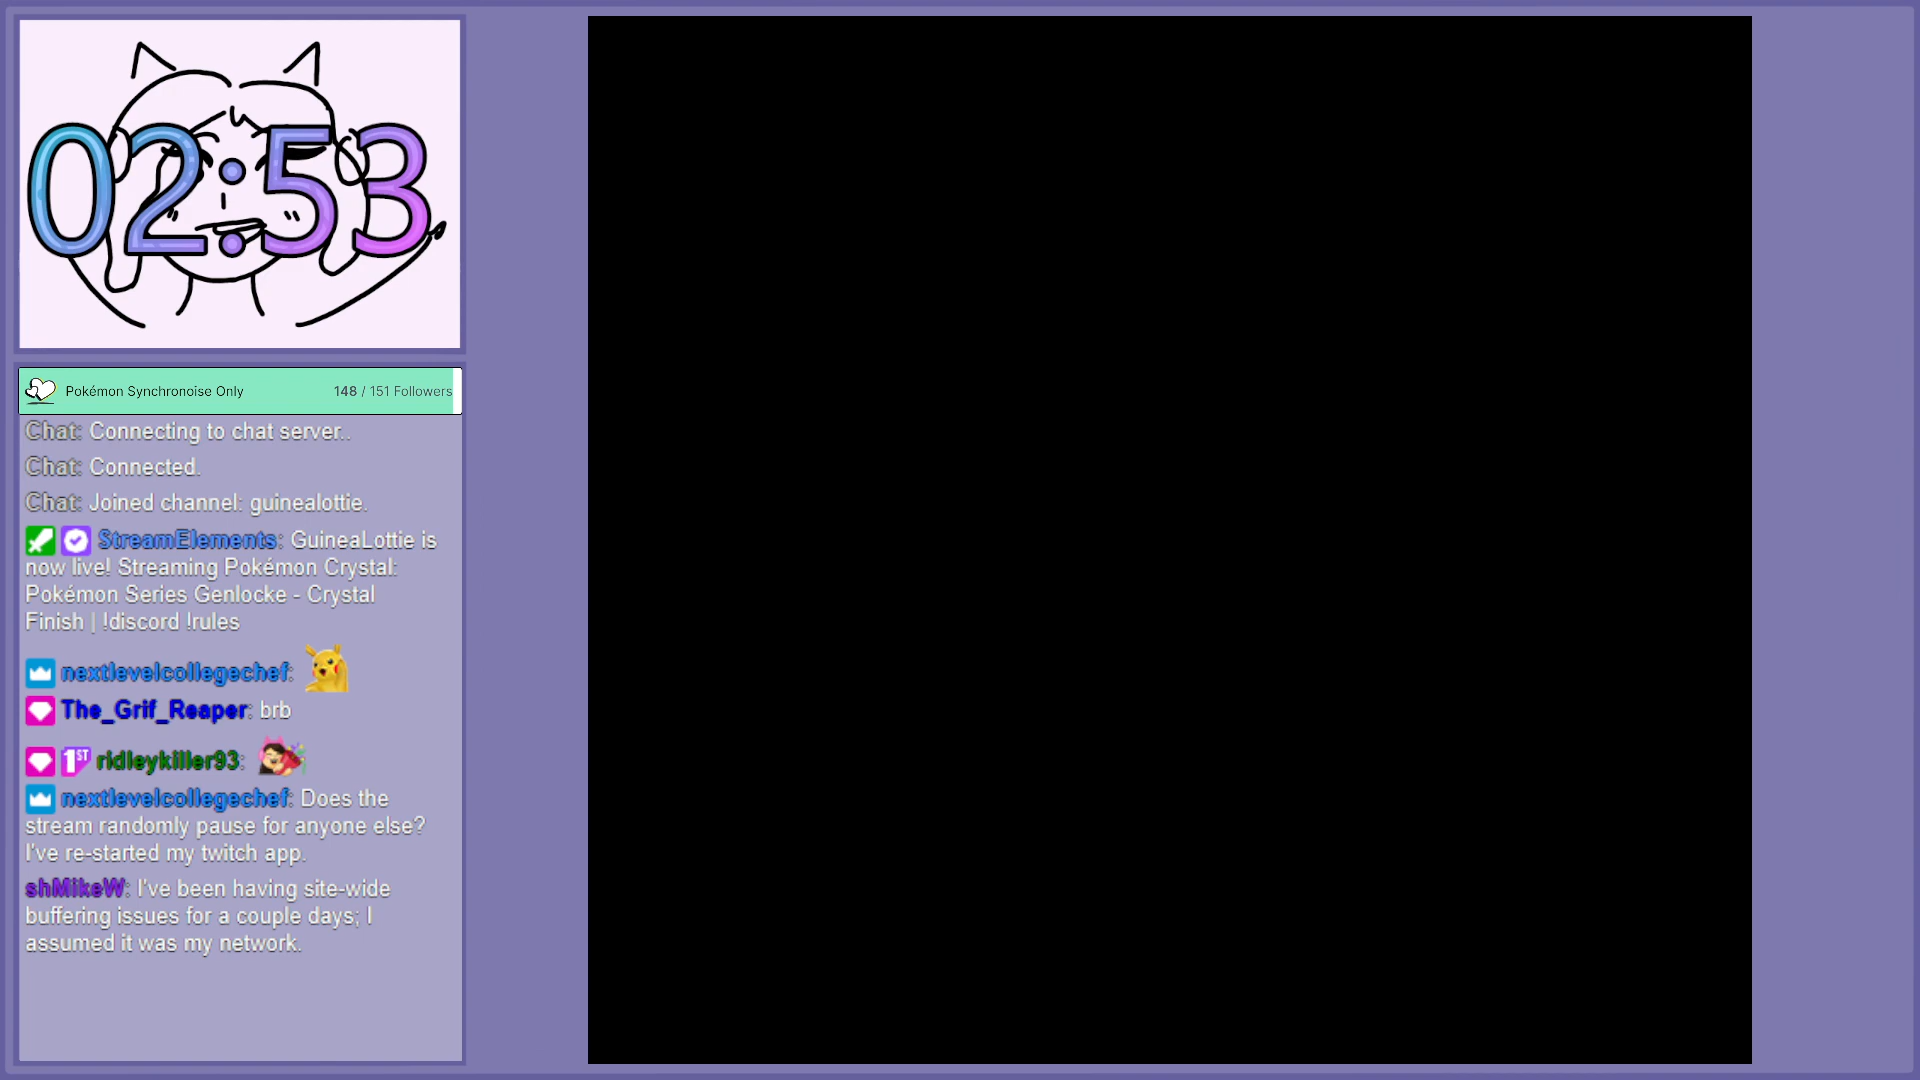 02:53
Pokémon Synchronoise Only 148 / 151 Followers
Chat: Connecting to chat server..
Chat: Connected.
Chat: Joined channel: guinealottie.
StreamElements: GuineaLottie is
now live! Streaming Pokémon Crystal:
Pokémon Series Genlocke - Crystal
Finish | !discord !rules
nextlevelcollegechef:
The_Grif_Reaper: brb
1ST ridleykiller93:
nextlevelcollegechef: Does the
stream randomly pause for anyone else?
I've re-started my twitch app.
shMikeW: I've been having site-wide
buffering issues for a couple days; I
assumed it was my network.